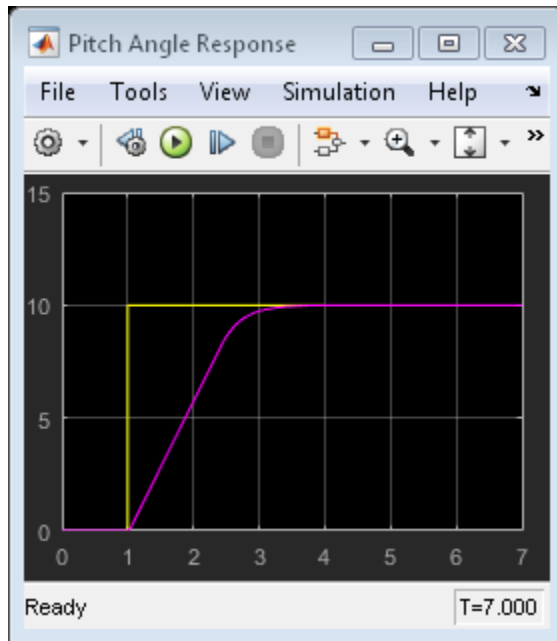 Pitch Angle Response
File Tools View Simulation Help
15
10
5
0
0 1 2 3 4 5 6 7
Ready T=7.000